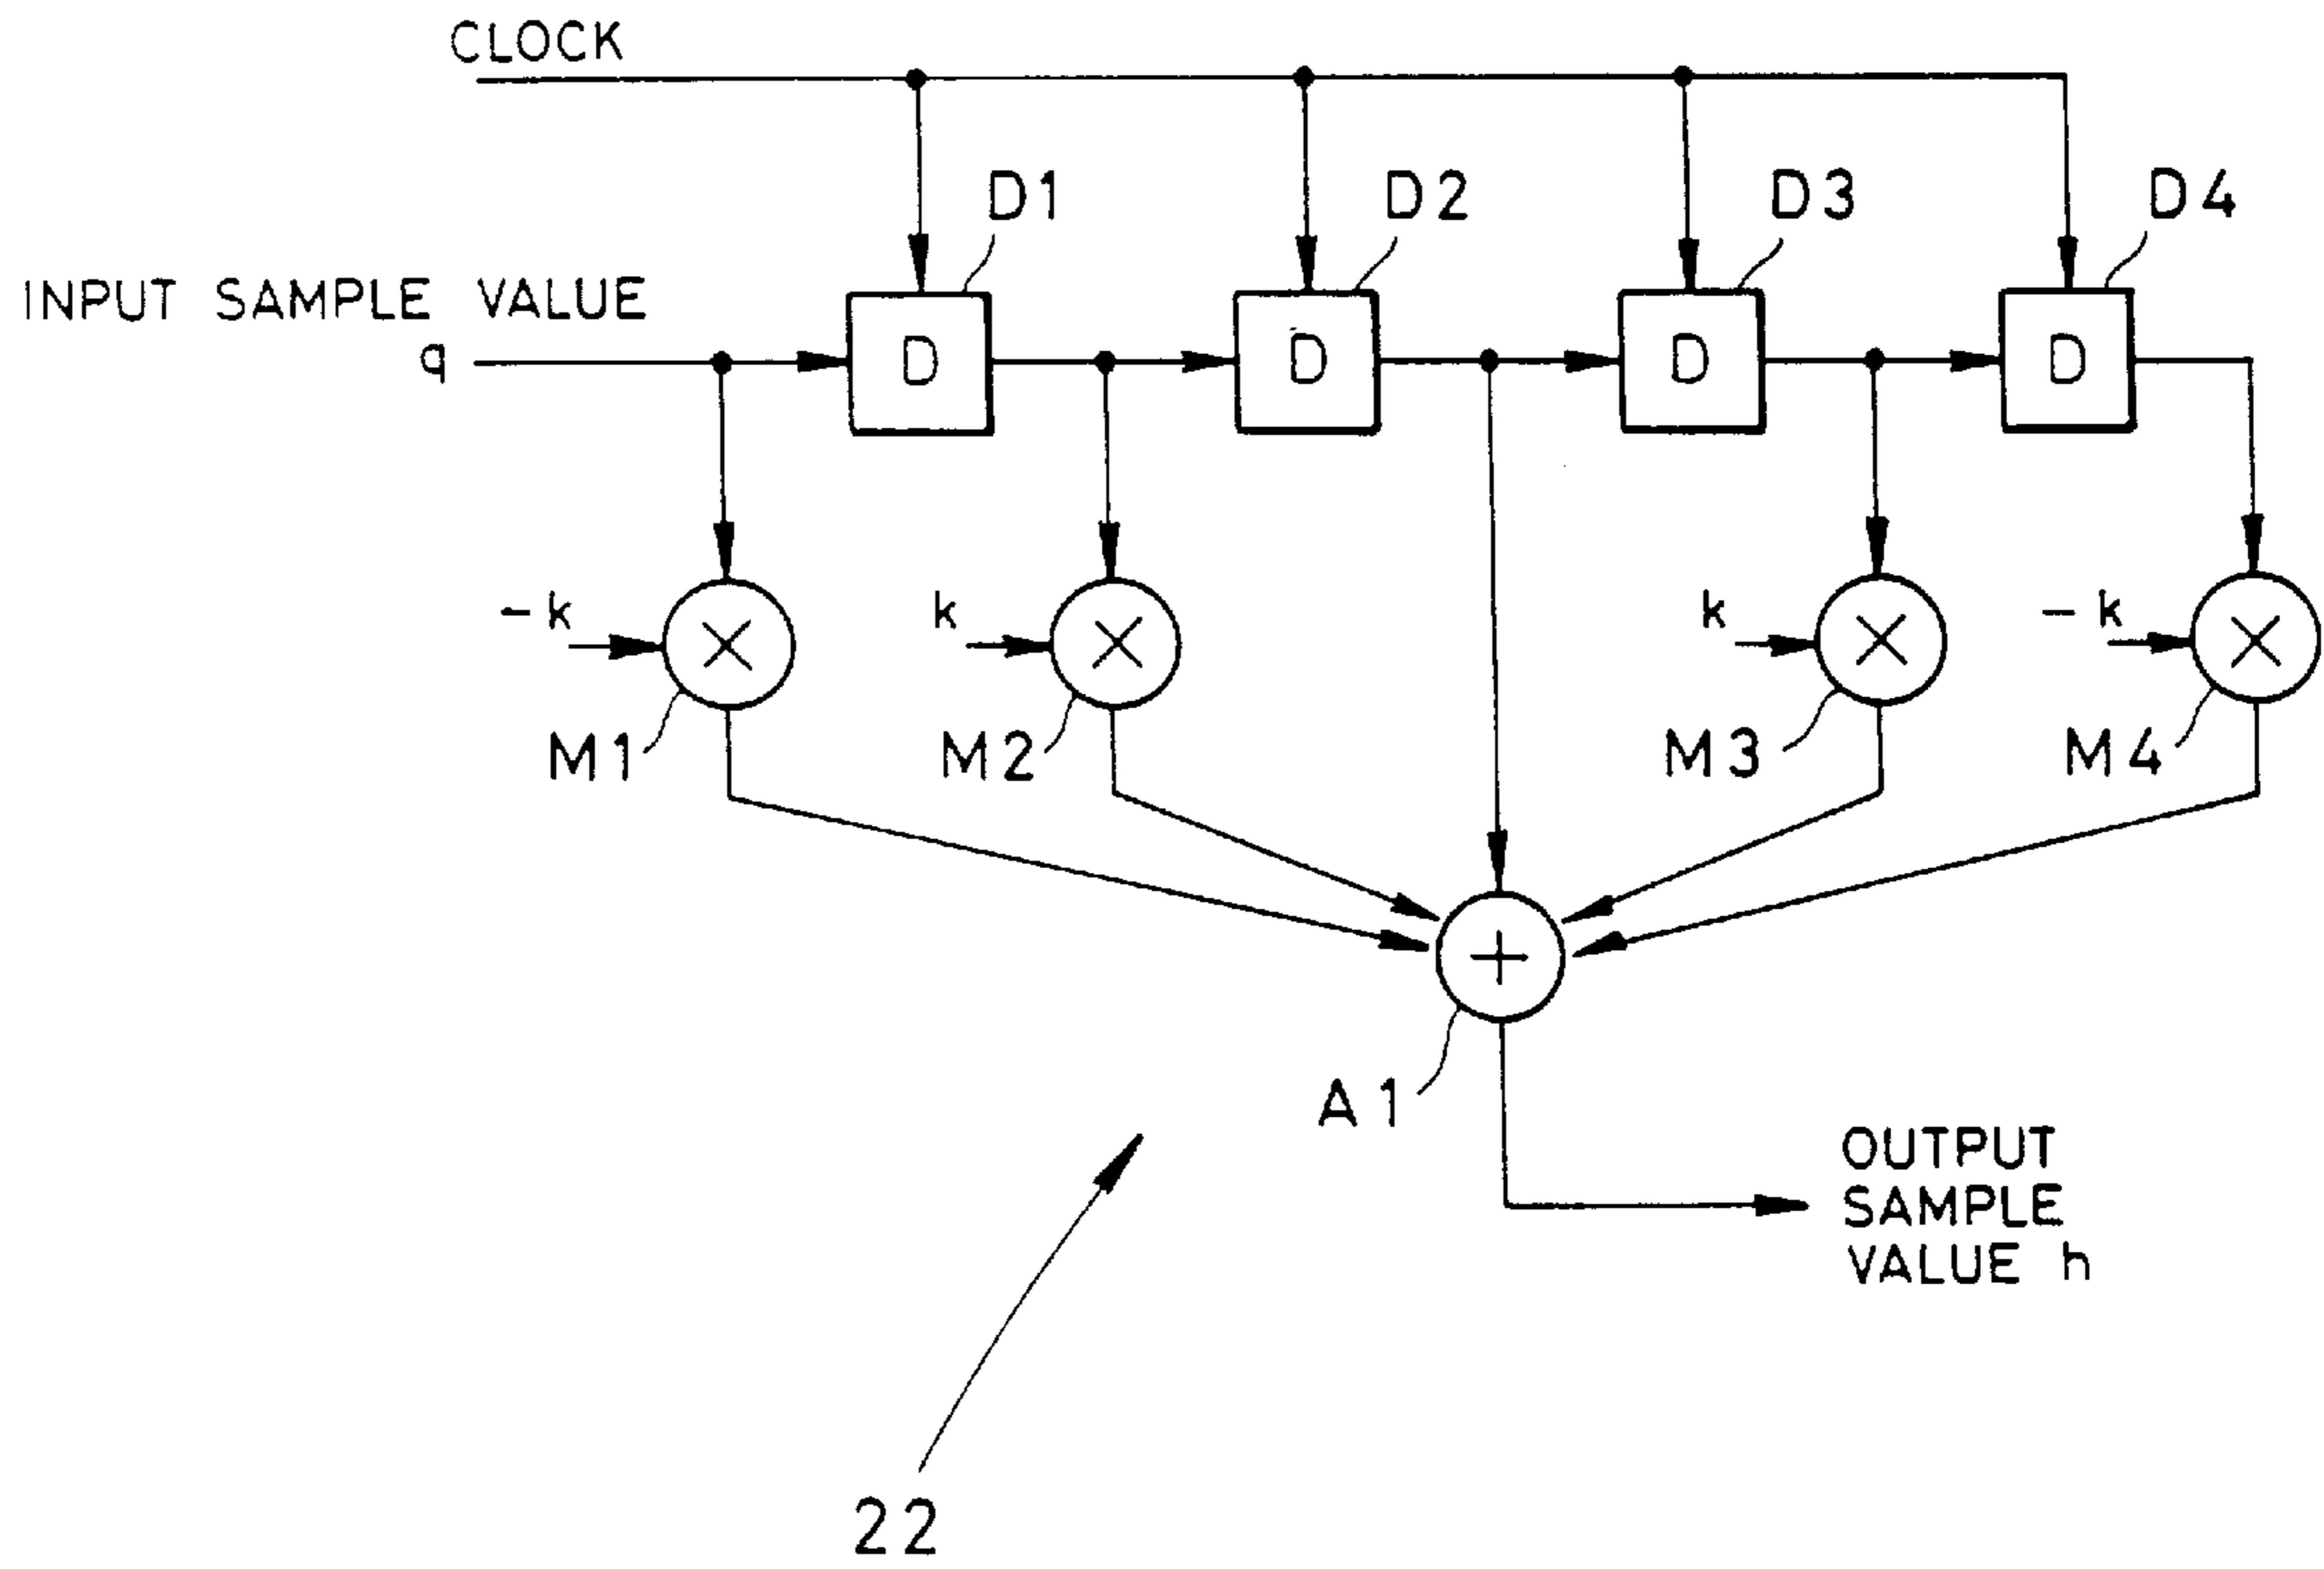 CLOCK
D1
D2
D3
D4
INPUT SAMPLE VALUE
q
D
D
D
D
-k
k
k
-k
×
×
×
×
M1
M2
M3
M4
+
A1
OUTPUT
SAMPLE
VALUE h
22